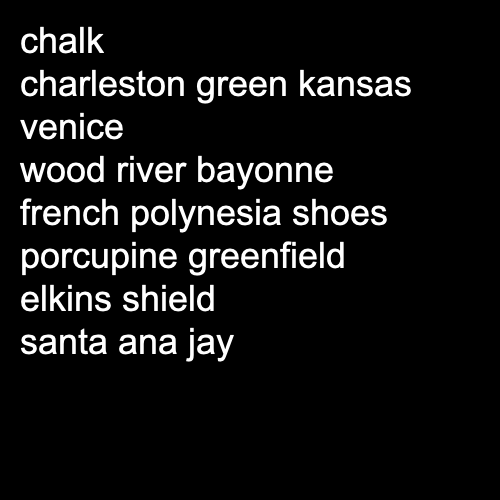 chalk
charleston green kansas
venice
wood river bayonne
french polynesia shoes
porcupine greenfield
elkins shield
santa ana jay